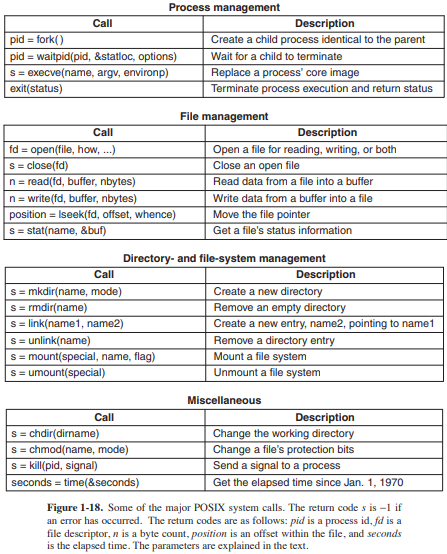 Process management
Call Description
pid = fork( ) Create a child process identical to the parent
pid = waitpid(pid, &statloc, options) Wait for a child to terminate
s = execve(name, argv, environp) Replace a process' core image
exit(status) Terminate process execution and return status
File management
Call Description
fd = open(file, how, ...) Open a file for reading, writing, or both
s = close(fd) Close an open file
n = read(fd, buffer, nbytes) Read data from a file into a buffer
n = write(fd, buffer, nbytes) Write data from a buffer into a file
position = lseek(fd, offset, whence) Move the file pointer
s = stat(name, &buf) Get a file's status information
Directory- and file-system management
Call Description
s = mkdir(name, mode) Create a new directory
s = rmdir(name) Remove an empty directory
s = link(name1, name2) Create a new entry, name2, pointing to name1
s = unlink(name) Remove a directory entry
s = mount(special, name, flag) Mount a file system
s = umount(special) Unmount a file system
Miscellaneous
Call Description
s = chdir(dirname) Change the working directory
s = chmod(name, mode) Change a file's protection bits
s = kill(pid, signal) Send a signal to a process
seconds = time(&seconds) Get the elapsed time since Jan. 1, 1970
Figure 1-18. Some of the major POSIX system calls. The return code s is −1 if
an error has occurred. The return codes are as follows: pid is a process id, fd is a
file descriptor, n is a byte count, position is an offset within the file, and seconds
is the elapsed time. The parameters are explained in the text.